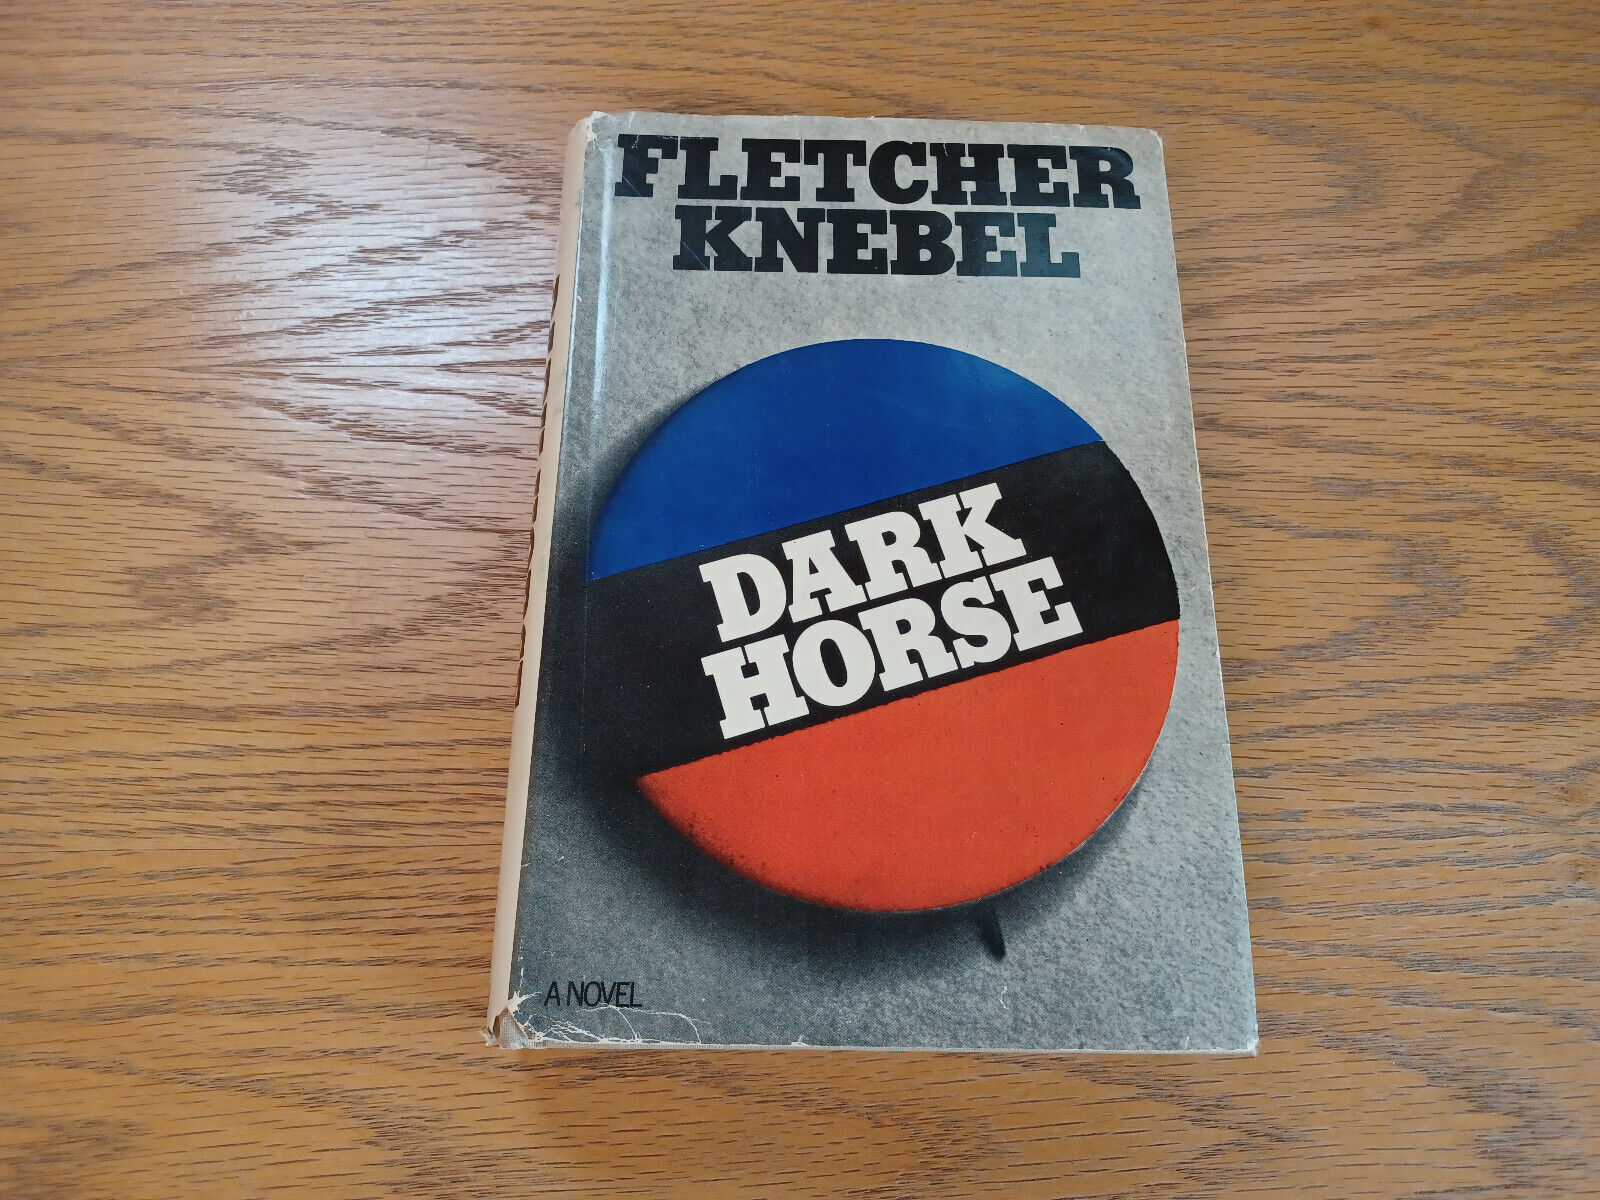 FLETCHER
KNEBEL
DARK
HORSE
A NOVEL